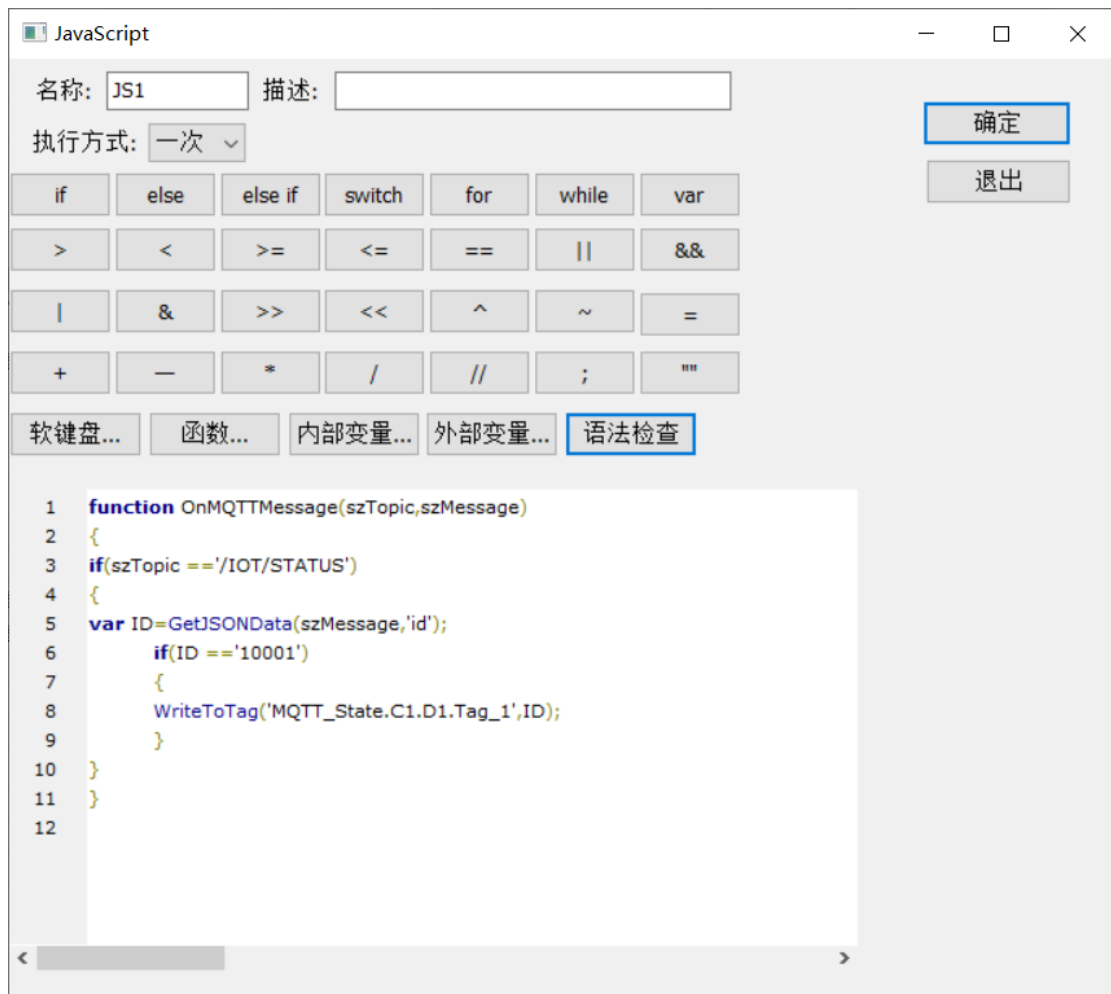 JavaScript
名称: JS1 描述:
执行方式: 一次
确定
退出
if else else if switch for while var
> < >= <= == || &&
| & >> << ^ ~ =
+ — * / // ; ""
软键盘... 函数... 内部变量... 外部变量... 语法检查
1 function OnMQTTMessage(szTopic,szMessage)
2 {
3 if(szTopic =='/IOT/STATUS')
4 {
5 var ID=GetJSONData(szMessage,'id');
6 if(ID =='10001')
7 {
8 WriteToTag('MQTT_State.C1.D1.Tag_1',ID);
9 }
10 }
11 }
12